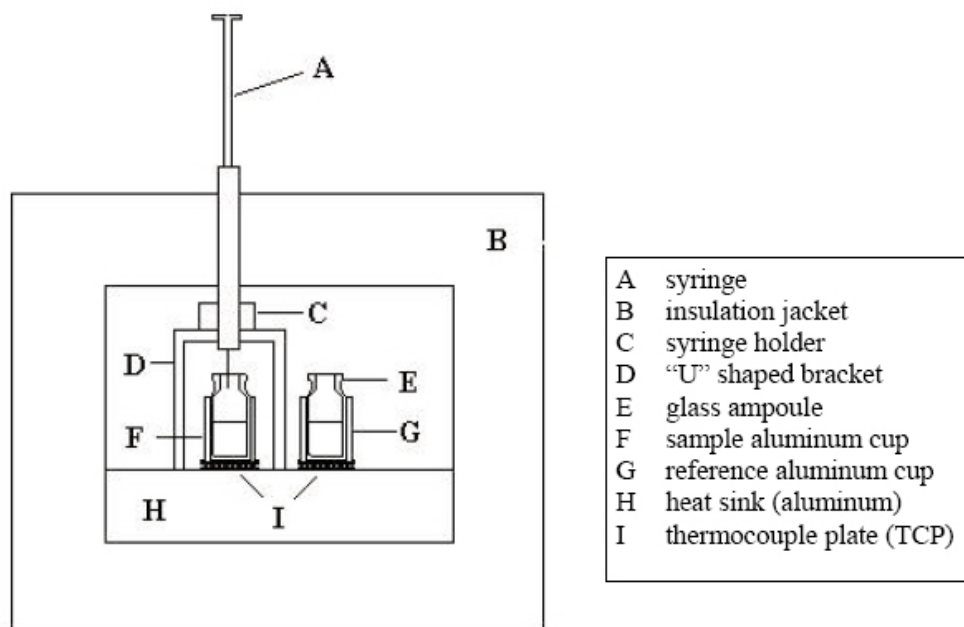 A
B
C
D
E
F
G
H
I
A syringe
B insulation jacket
C syringe holder
D “U” shaped bracket
E glass ampoule
F sample aluminum cup
G reference aluminum cup
H heat sink (aluminum)
I thermocouple plate (TCP)